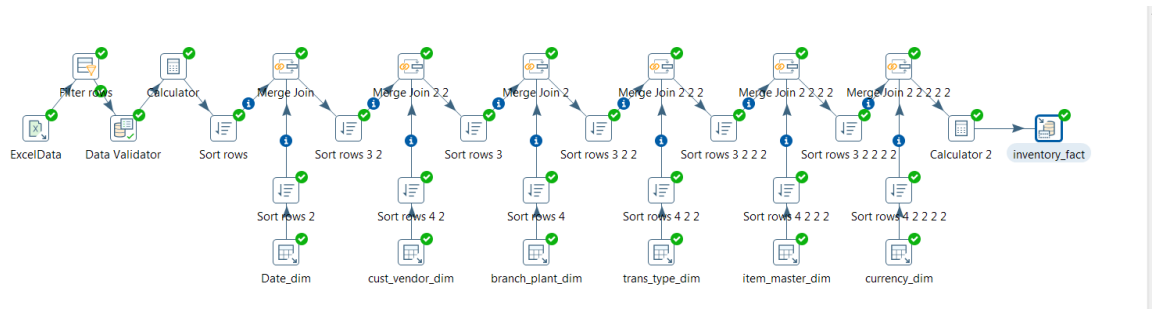 Filter rows
Calculator
Merge Join
Merge Join 2 2
Merge Join 2
Merge Join 2 2 2
Merge Join 2 2 2 2
Merge Join 2 2 2 2 2
ExcelData
Data Validator
Sort rows
Sort rows 3 2
Sort rows 3
Sort rows 3 2 2
Sort rows 3 2 2 2
Sort rows 3 2 2 2 2
Calculator 2
inventory_fact
Sort rows 2
Sort rows 4 2
Sort rows 4
Sort rows 4 2 2
Sort rows 4 2 2 2
Sort rows 4 2 2 2 2
Date_dim
cust_vendor_dim
branch_plant_dim
trans_type_dim
item_master_dim
currency_dim